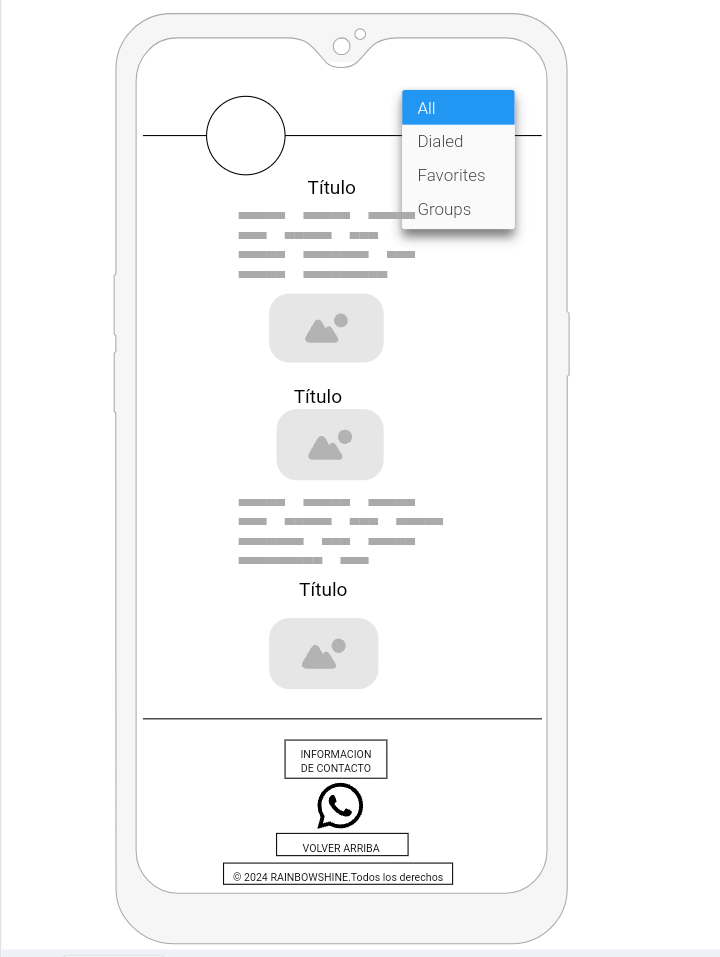 All
Dialed
Favorites
Groups
Título
Título
Título
INFORMACION
DE CONTACTO
VOLVER ARRIBA
© 2024 RAINBOWSHINE.Todos los derechos